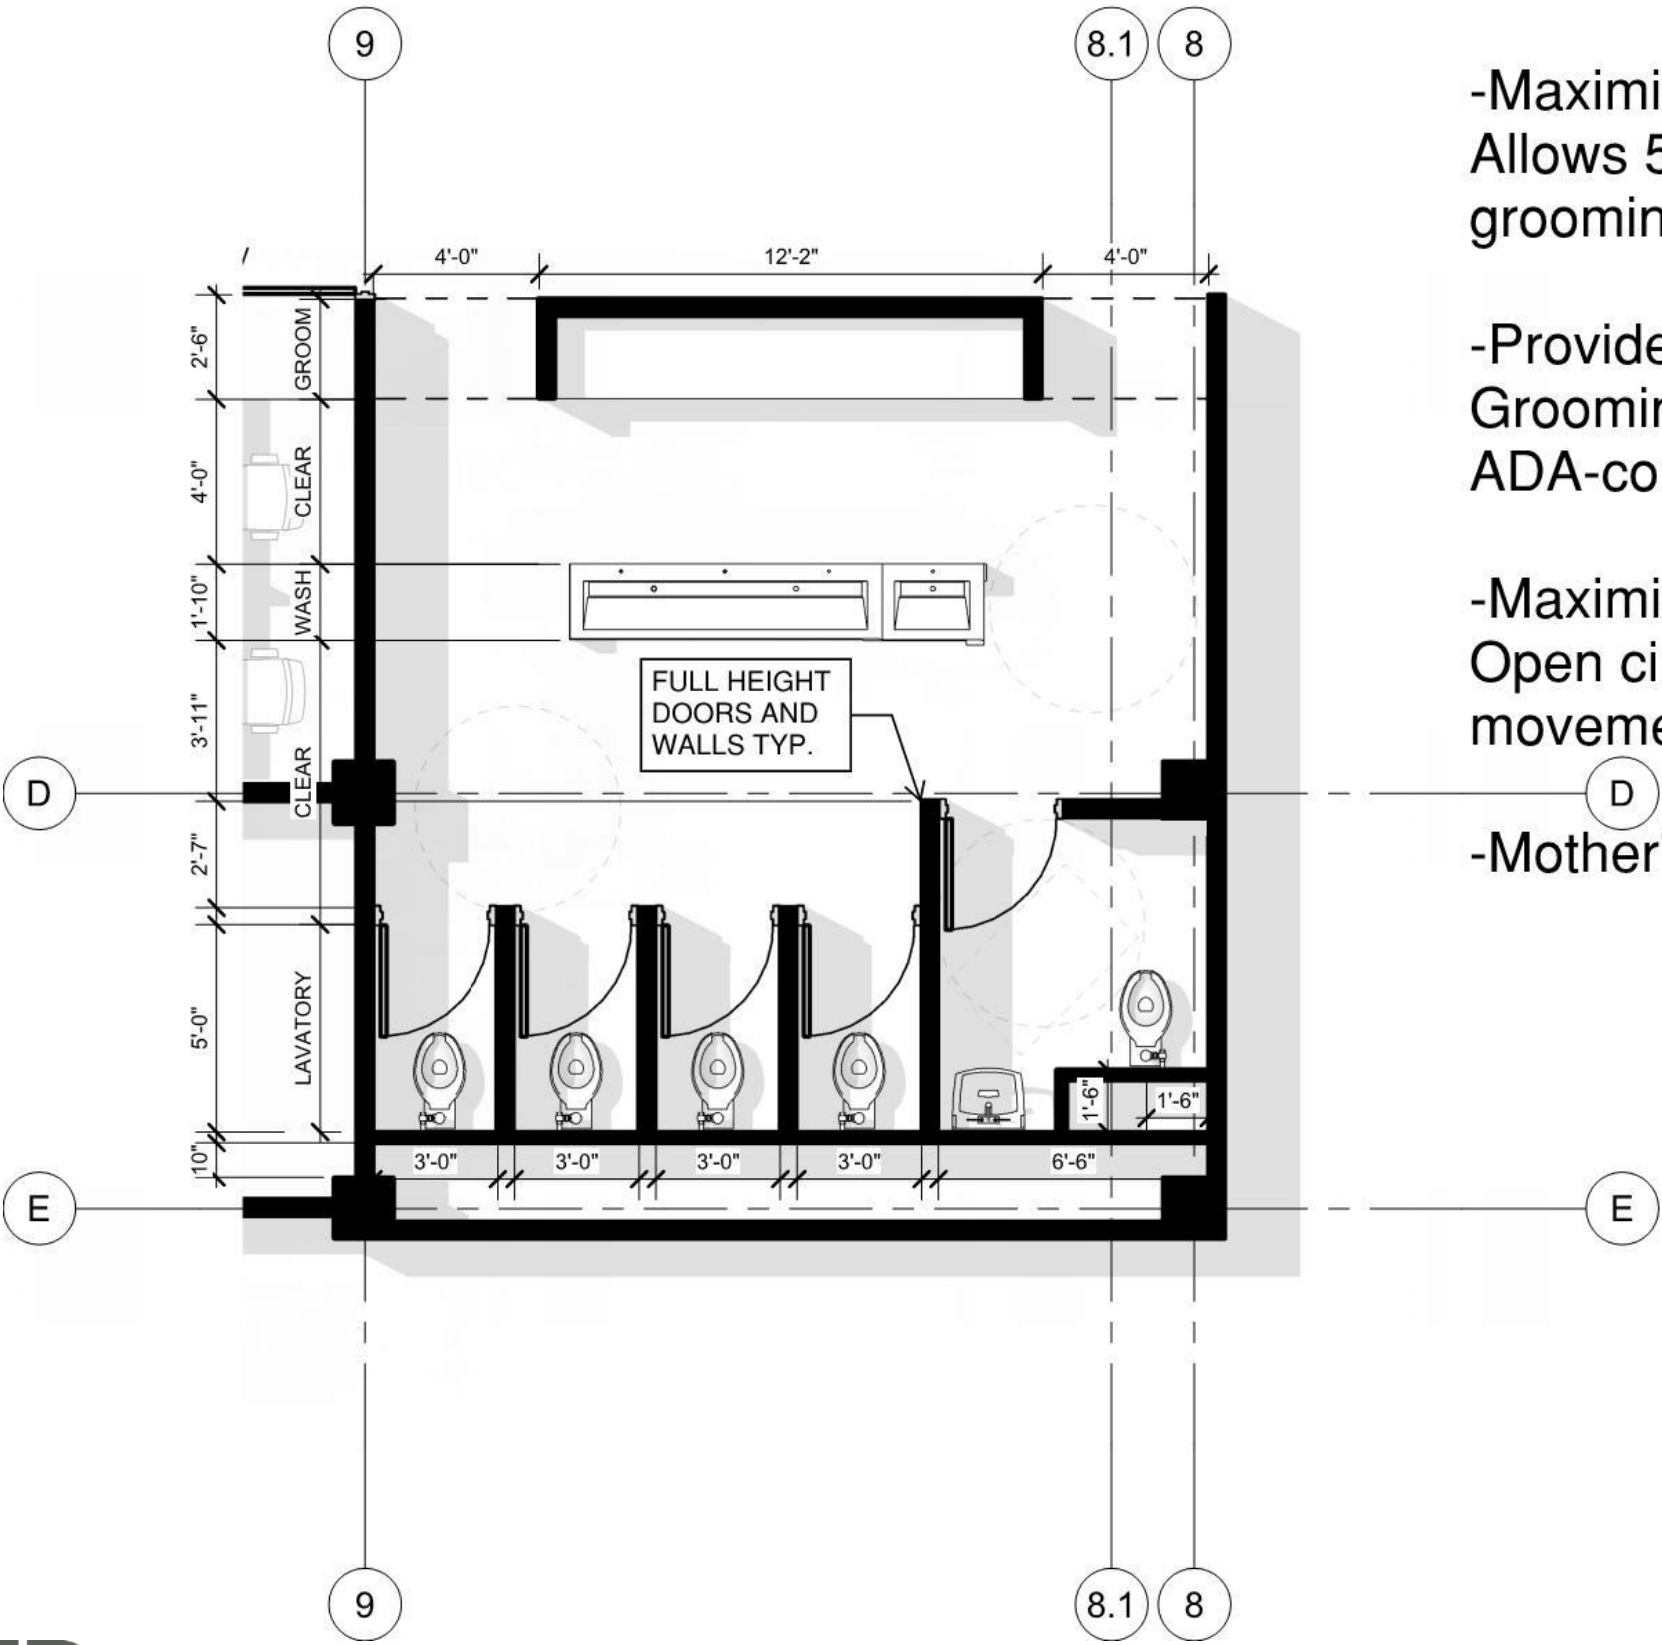 9
8.1
8
-Maximi
Allows 5
groomin
4'-0"
12'-2"
4'-0"
2'-6"
GROOM
-Provide
Groomin
ADA-co
4'-0"
CLEAR
1'-10"
WASH
-Maximi
Open ci
moveme
FULL HEIGHT
DOORS AND
WALLS TYP.
3'-11"
CLEAR
D
D
2'-7"
-Mother
5'-0"
LAVATORY
1'-6"
1'-6"
10"
3'-0"
3'-0"
3'-0"
3'-0"
6'-6"
E
E
9
8.1
8